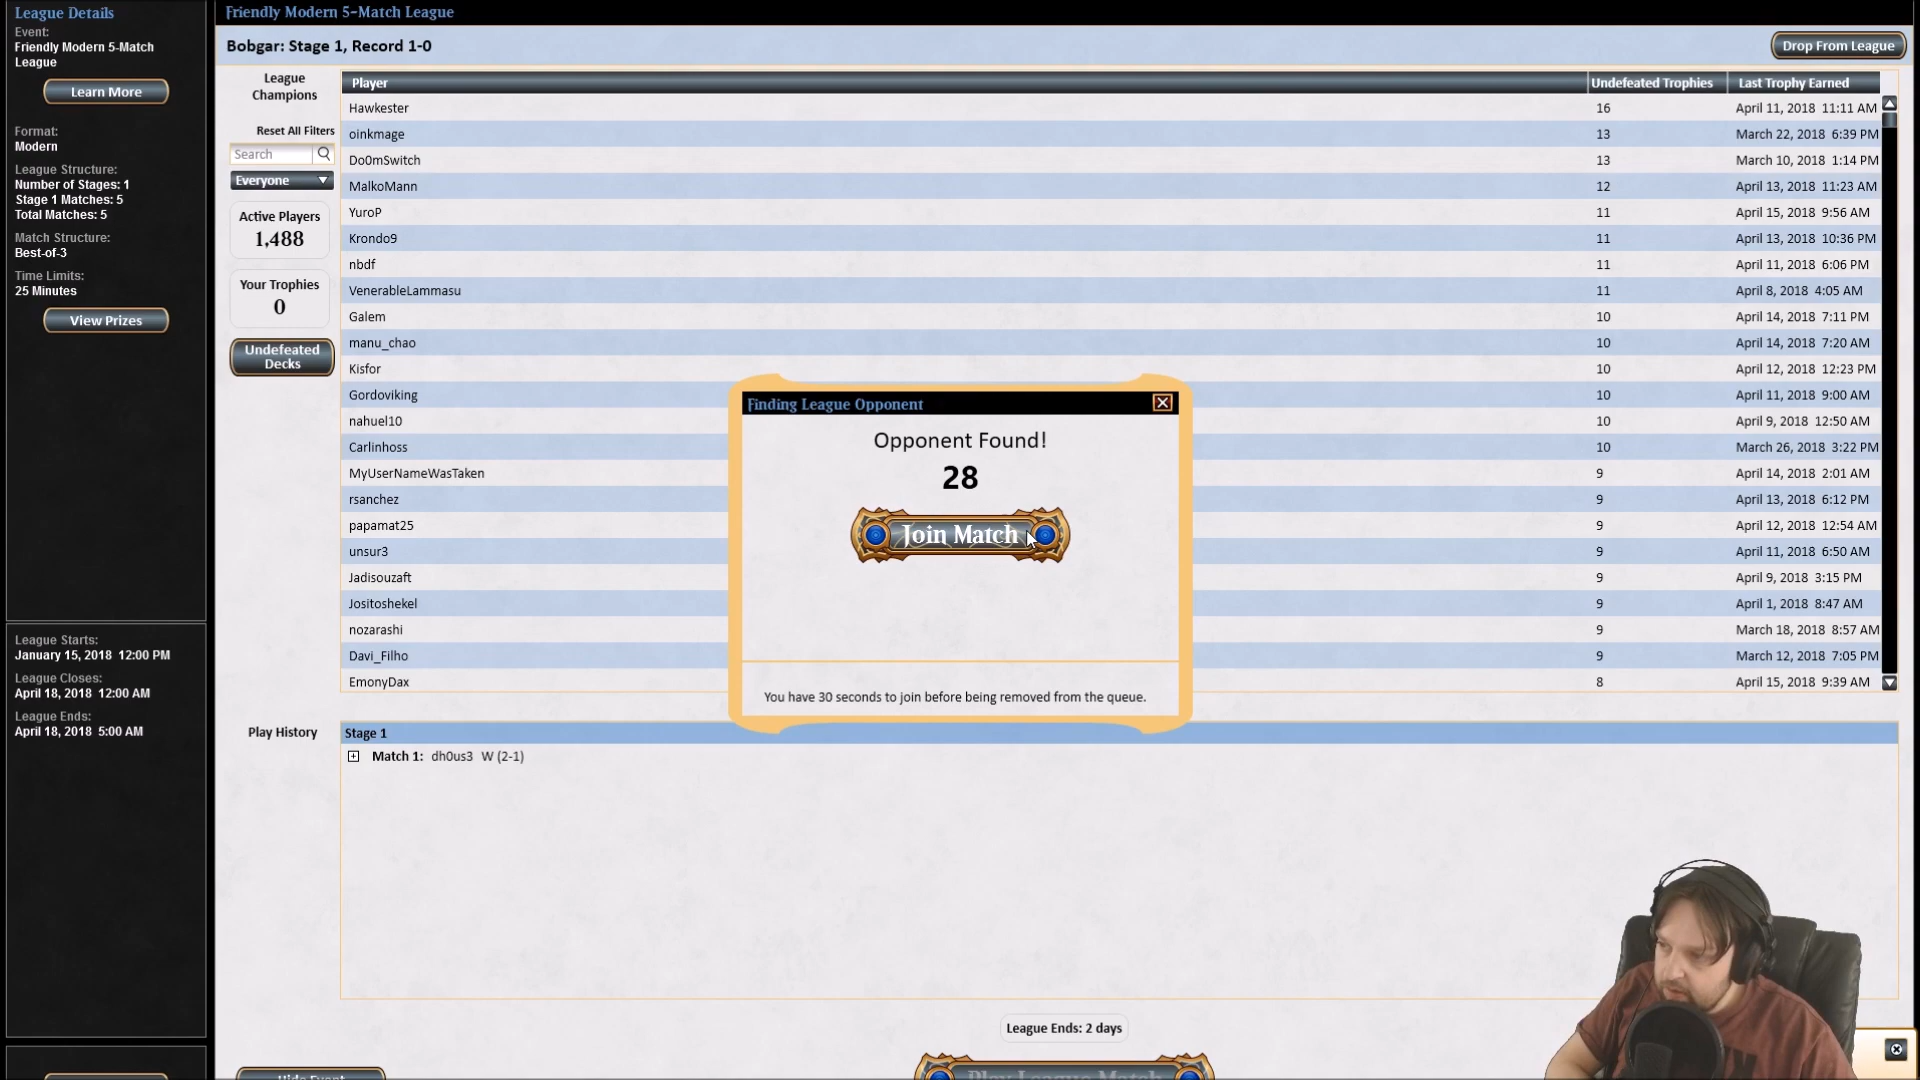 League Details
Event:
Friendly Modern 5-Match
League
Learn More
Format:
Modern
League Structure:
Number of Stages: 1
Stage 1 Matches: 5
Total Matches: 5
Match Structure:
Best-of-3
Time Limits:
25 Minutes
View Prizes
League Starts:
January 15, 2018 12:00 PM
League Closes:
April 18, 2018 12:00 AM
League Ends:
April 18, 2018 5:00 AM
Friendly Modern 5-Match League
Bobgar: Stage 1, Record 1-0
Drop From League
League
Champions
Reset All Filters
Search
Everyone
Active Players
1,488
Your Trophies
0
Undefeated
Decks
Player Undefeated Trophies Last Trophy Earned
Hawkester 16 April 11, 2018 11:11 AM
oinkmage 13 March 22, 2018 6:39 PM
Do0mSwitch 13 March 10, 2018 1:14 PM
MalkoMann 12 April 13, 2018 11:23 AM
YuroP 11 April 15, 2018 9:56 AM
Krondo9 11 April 13, 2018 10:36 PM
nbdf 11 April 11, 2018 6:06 PM
VenerableLammasu 11 April 8, 2018 4:05 AM
Galem 10 April 14, 2018 7:11 PM
manu_chao 10 April 14, 2018 7:20 AM
Kisfor 10 April 12, 2018 12:23 PM
Gordoviking 10 April 11, 2018 9:00 AM
nahuel10 10 April 9, 2018 12:50 AM
Carlinhoss 10 March 26, 2018 3:22 PM
MyUserNameWasTaken 9 April 14, 2018 2:01 AM
rsanchez 9 April 13, 2018 6:12 PM
papamat25 9 April 12, 2018 12:54 AM
unsur3 9 April 11, 2018 6:50 AM
Jadisouzaft 9 April 9, 2018 3:15 PM
Jositoshekel 9 April 1, 2018 8:47 AM
nozarashi 9 March 18, 2018 8:57 AM
Davi_Filho 9 March 12, 2018 7:05 PM
EmonyDax 8 April 15, 2018 9:39 AM
Finding League Opponent
Opponent Found!
28
Join Match
You have 30 seconds to join before being removed from the queue.
Play History
Stage 1
Match 1: dh0us3 W (2-1)
League Ends: 2 days
Hide Event
Play League Match